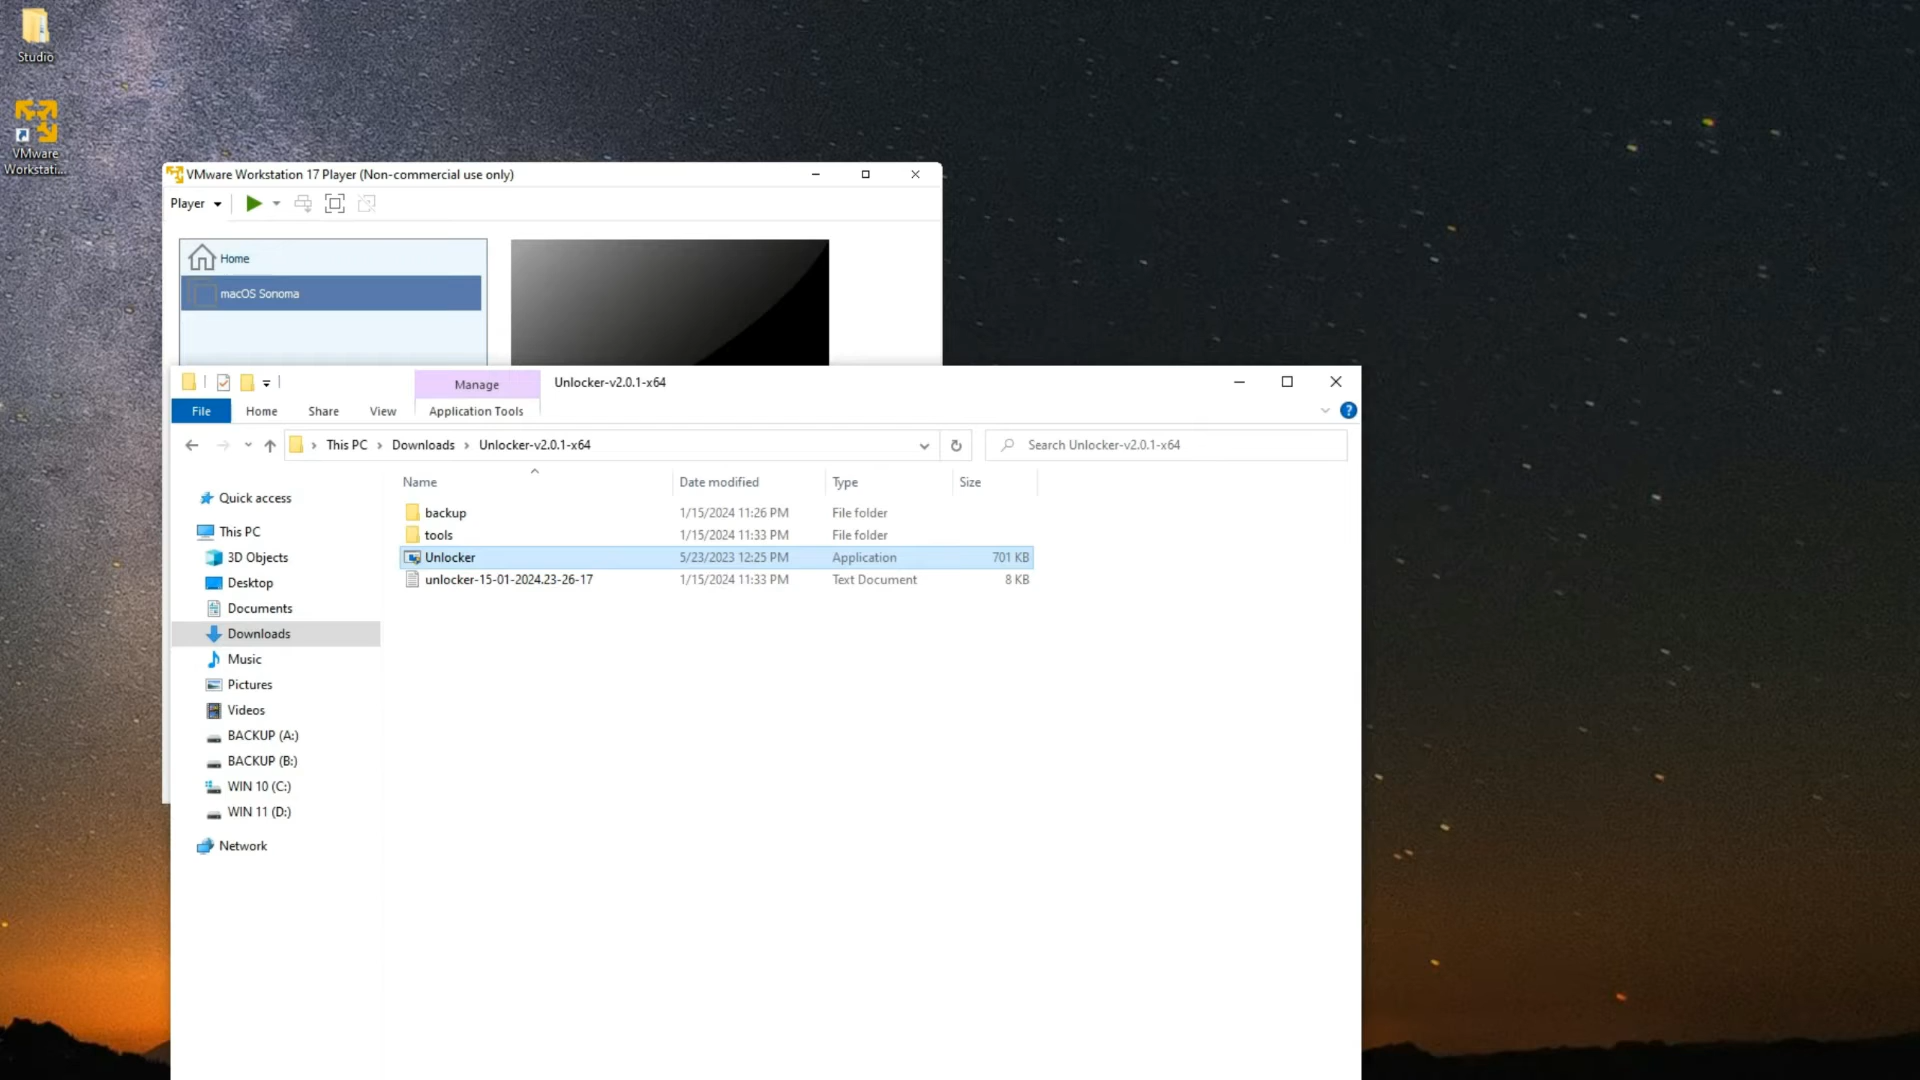 Studio
VMware
Workstati...
VMware Workstation 17 Player (Non-commercial use only)
Player
Home
macOS Sonoma
Manage
Unlocker-v2.0.1-x64
File
Home
Share
View
Application Tools
This PC
Downloads
Unlocker-v2.0.1-x64
Search Unlocker-v2.0.1-x64
Name
Date modified
Type
Size
backup
1/15/2024 11:26 PM
File folder
tools
1/15/2024 11:33 PM
File folder
Unlocker
5/23/2023 12:25 PM
Application
701 KB
unlocker-15-01-2024.23-26-17
1/15/2024 11:33 PM
Text Document
8 KB
Quick access
This PC
3D Objects
Desktop
Documents
Downloads
Music
Pictures
Videos
BACKUP (A:)
BACKUP (B:)
WIN 10 (C:)
WIN 11 (D:)
Network